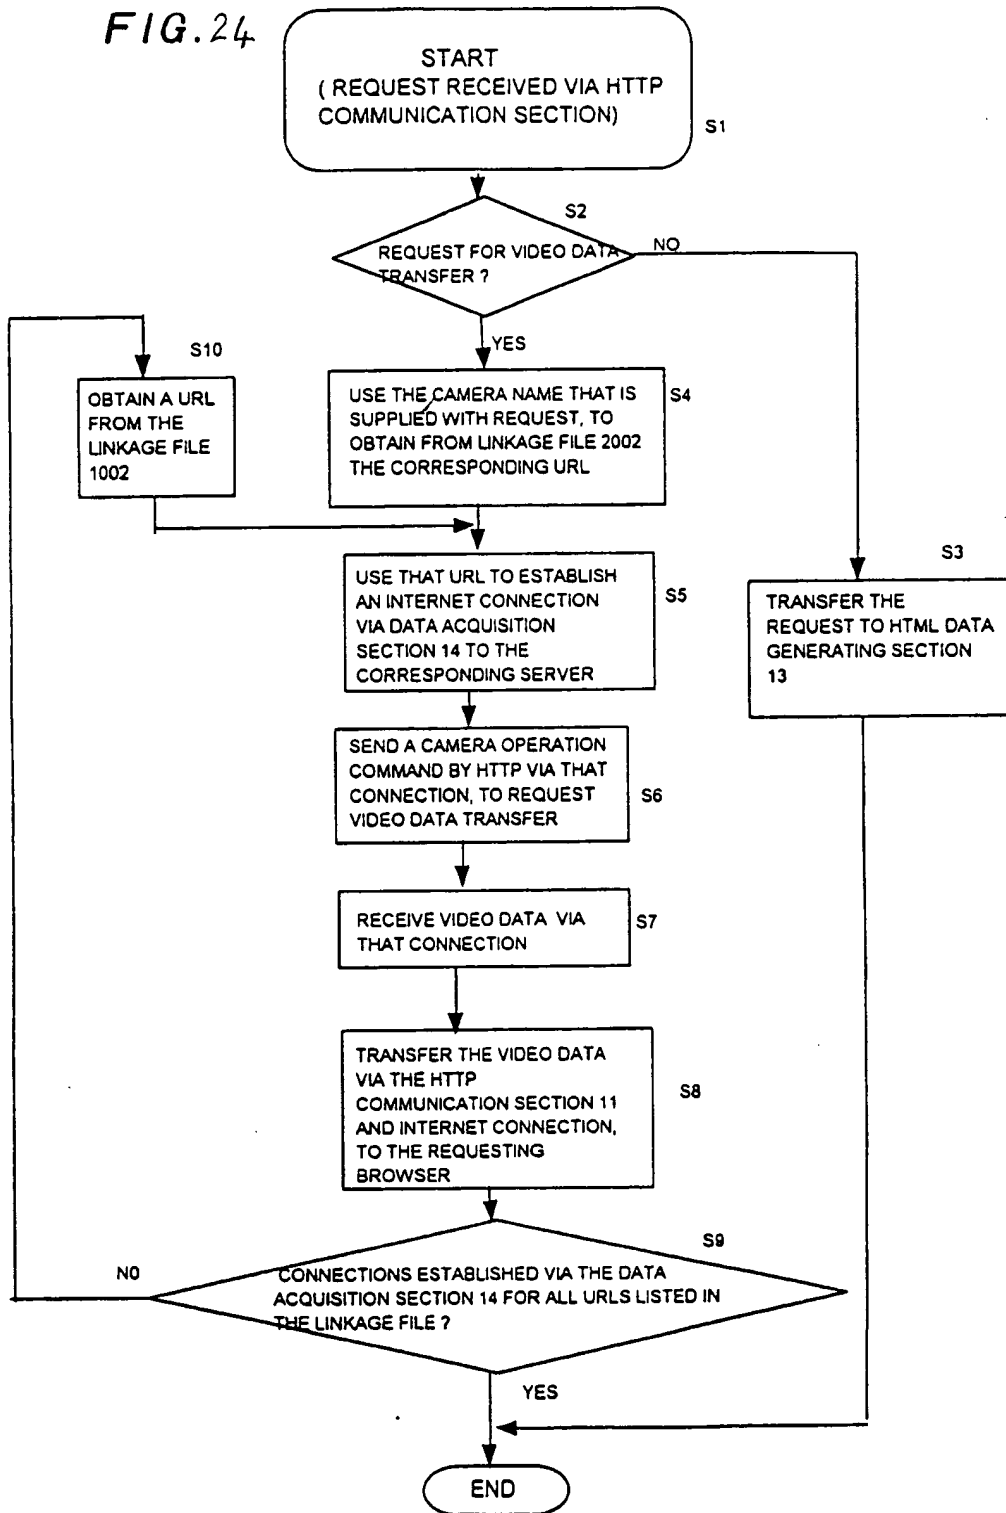 FIG.24
START
( REQUEST RECEIVED VIA HTTP
COMMUNICATION SECTION)
S1
S2
REQUEST FOR VIDEO DATA
TRANSFER ?
NO
YES
S10
OBTAIN A URL
FROM THE
LINKAGE FILE
1002
USE THE CAMERA NAME THAT IS
SUPPLIED WITH REQUEST, TO
OBTAIN FROM LINKAGE FILE 2002
THE CORRESPONDING URL
S4
S3
TRANSFER THE
REQUEST TO HTML DATA
GENERATING SECTION
13
USE THAT URL TO ESTABLISH
AN INTERNET CONNECTION
VIA DATA ACQUISITION
SECTION 14 TO THE
CORRESPONDING SERVER
S5
SEND A CAMERA OPERATION
COMMAND BY HTTP VIA THAT
CONNECTION, TO REQUEST
VIDEO DATA TRANSFER
S6
RECEIVE VIDEO DATA VIA
THAT CONNECTION
S7
TRANSFER THE VIDEO DATA
VIA THE HTTP
COMMUNICATION SECTION 11
AND INTERNET CONNECTION,
TO THE REQUESTING
BROWSER
S8
S9
NO
CONNECTIONS ESTABLISHED VIA THE DATA
ACQUISITION SECTION 14 FOR ALL URLS LISTED IN
THE LINKAGE FILE ?
YES
END